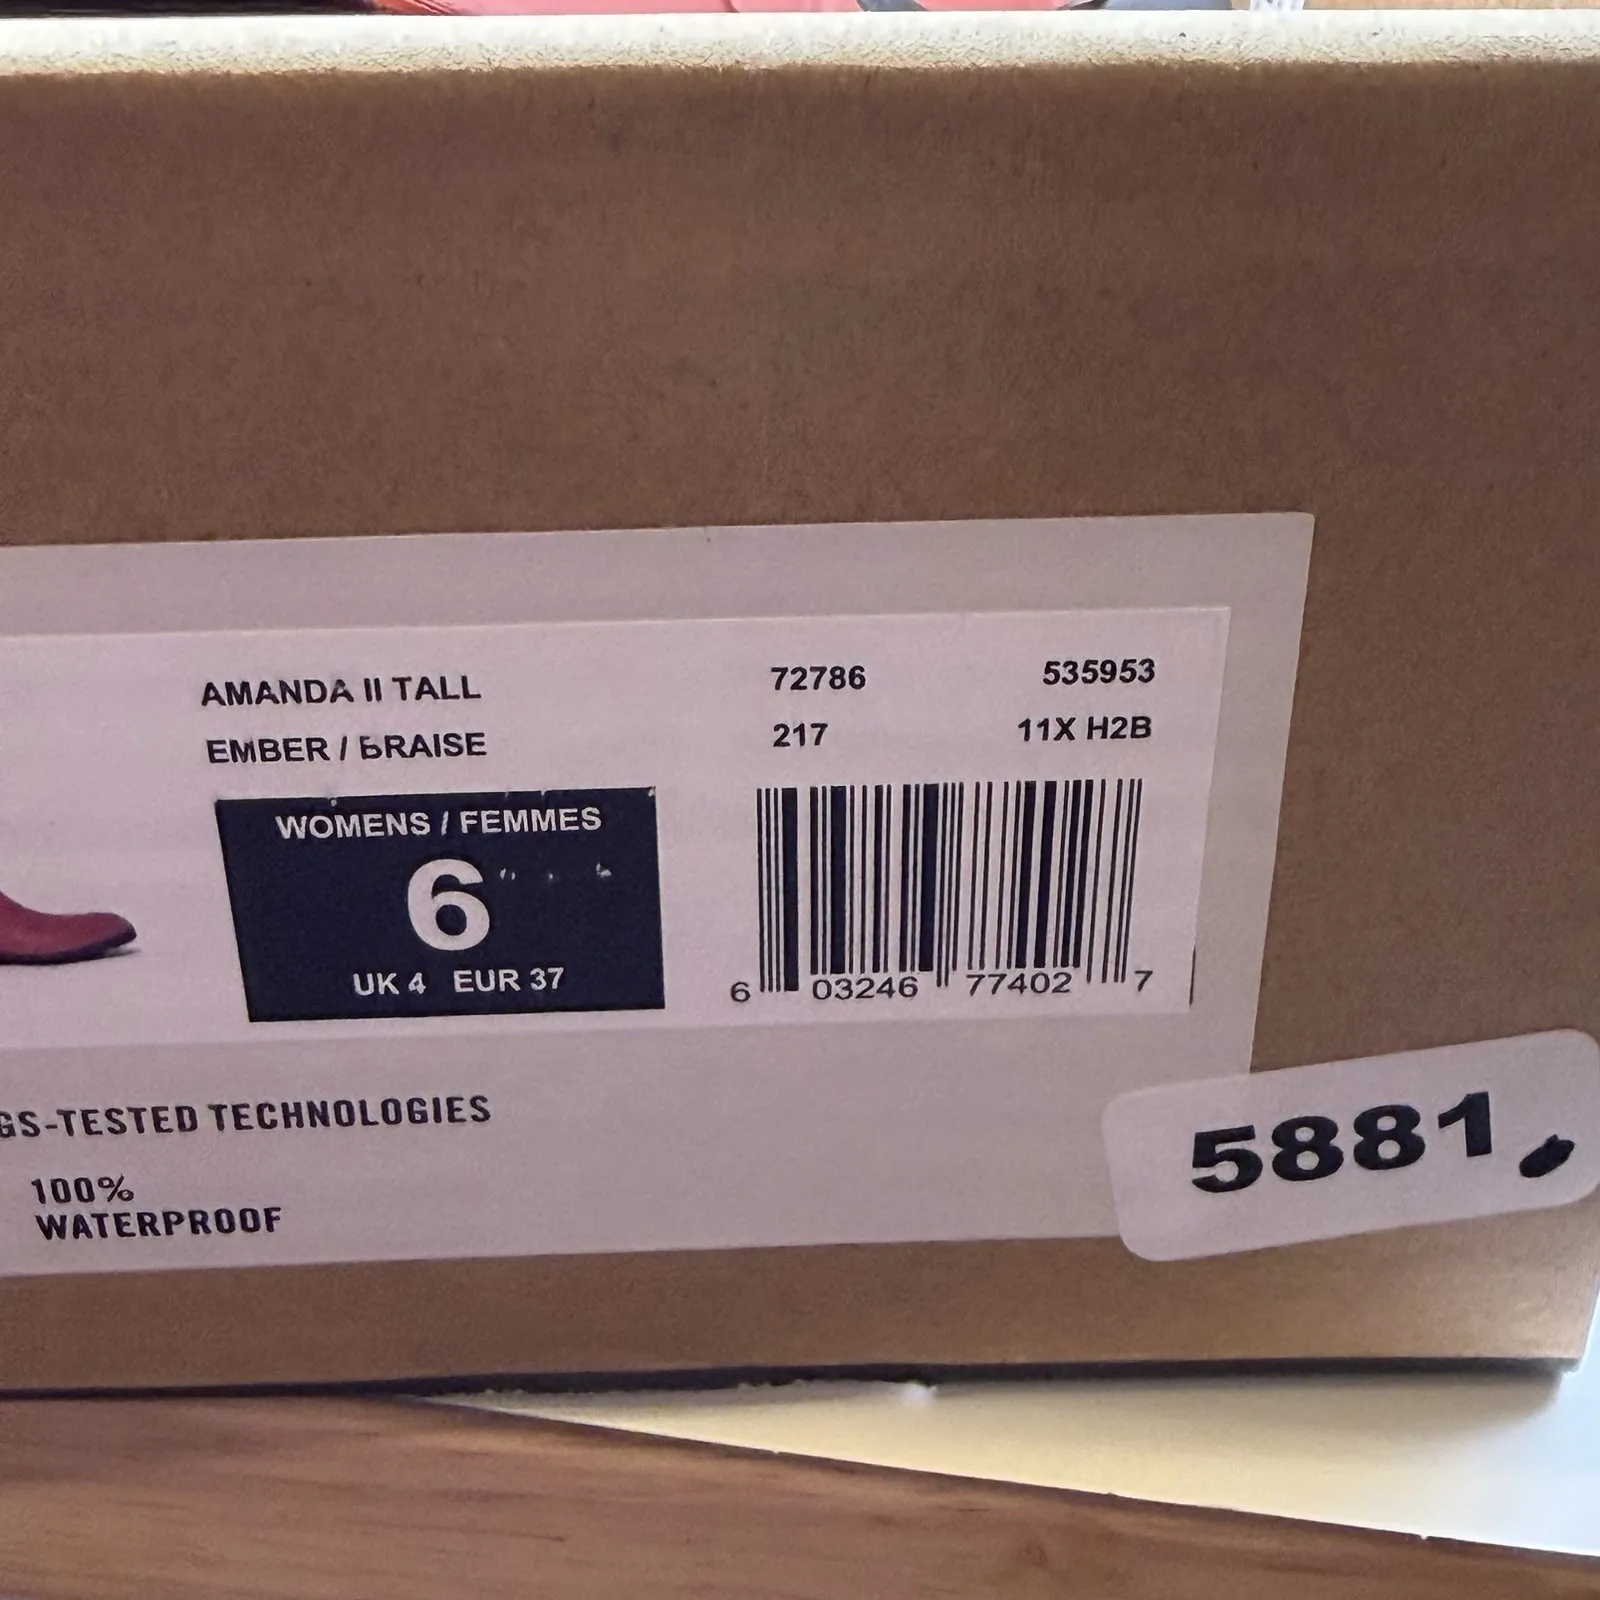 AMANDA II TALL
72786
535953
EMBER / BRAISE
217
11X H2B
WOMENS / FEMMES
6
UK 4 EUR 37
6 03246 77402 7
GS-TESTED TECHNOLOGIES
100%
WATERPROOF
5881